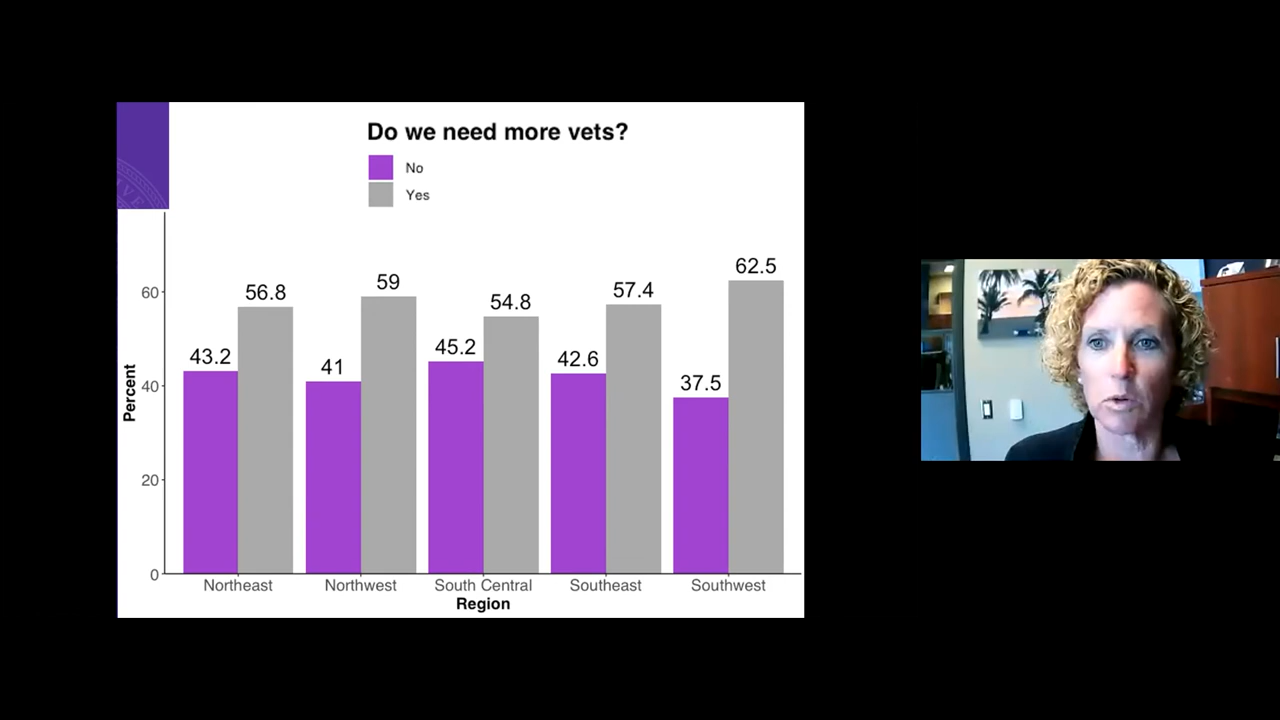 Do we need more vets?
No
Yes
IVE
62.5
59
56.8
57.4
54.8
60
45.2
43.2
42.6
41
37.5
40
Percent
20
0
Northeast Northwest South Central Southeast Southwest
Region